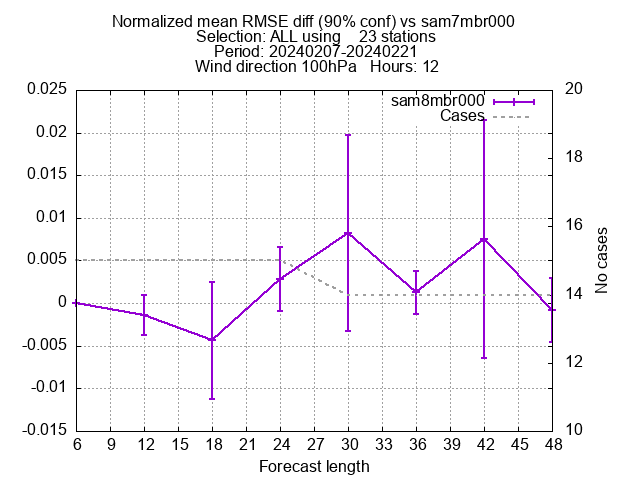 Normalized mean RMSE diff (90% conf) vs sam7mbr000
Selection: ALL using    23 stations
Period: 20240207-20240221
Wind direction 100hPa   Hours: 12
sam8mbr000
Cases
0.025
0.02
0.015
0.01
0.005
0
-0.005
-0.01
-0.015
20
18
16
14
12
10
No cases
6 9 12 15 18 21 24 27 30 33 36 39 42 45 48
Forecast length